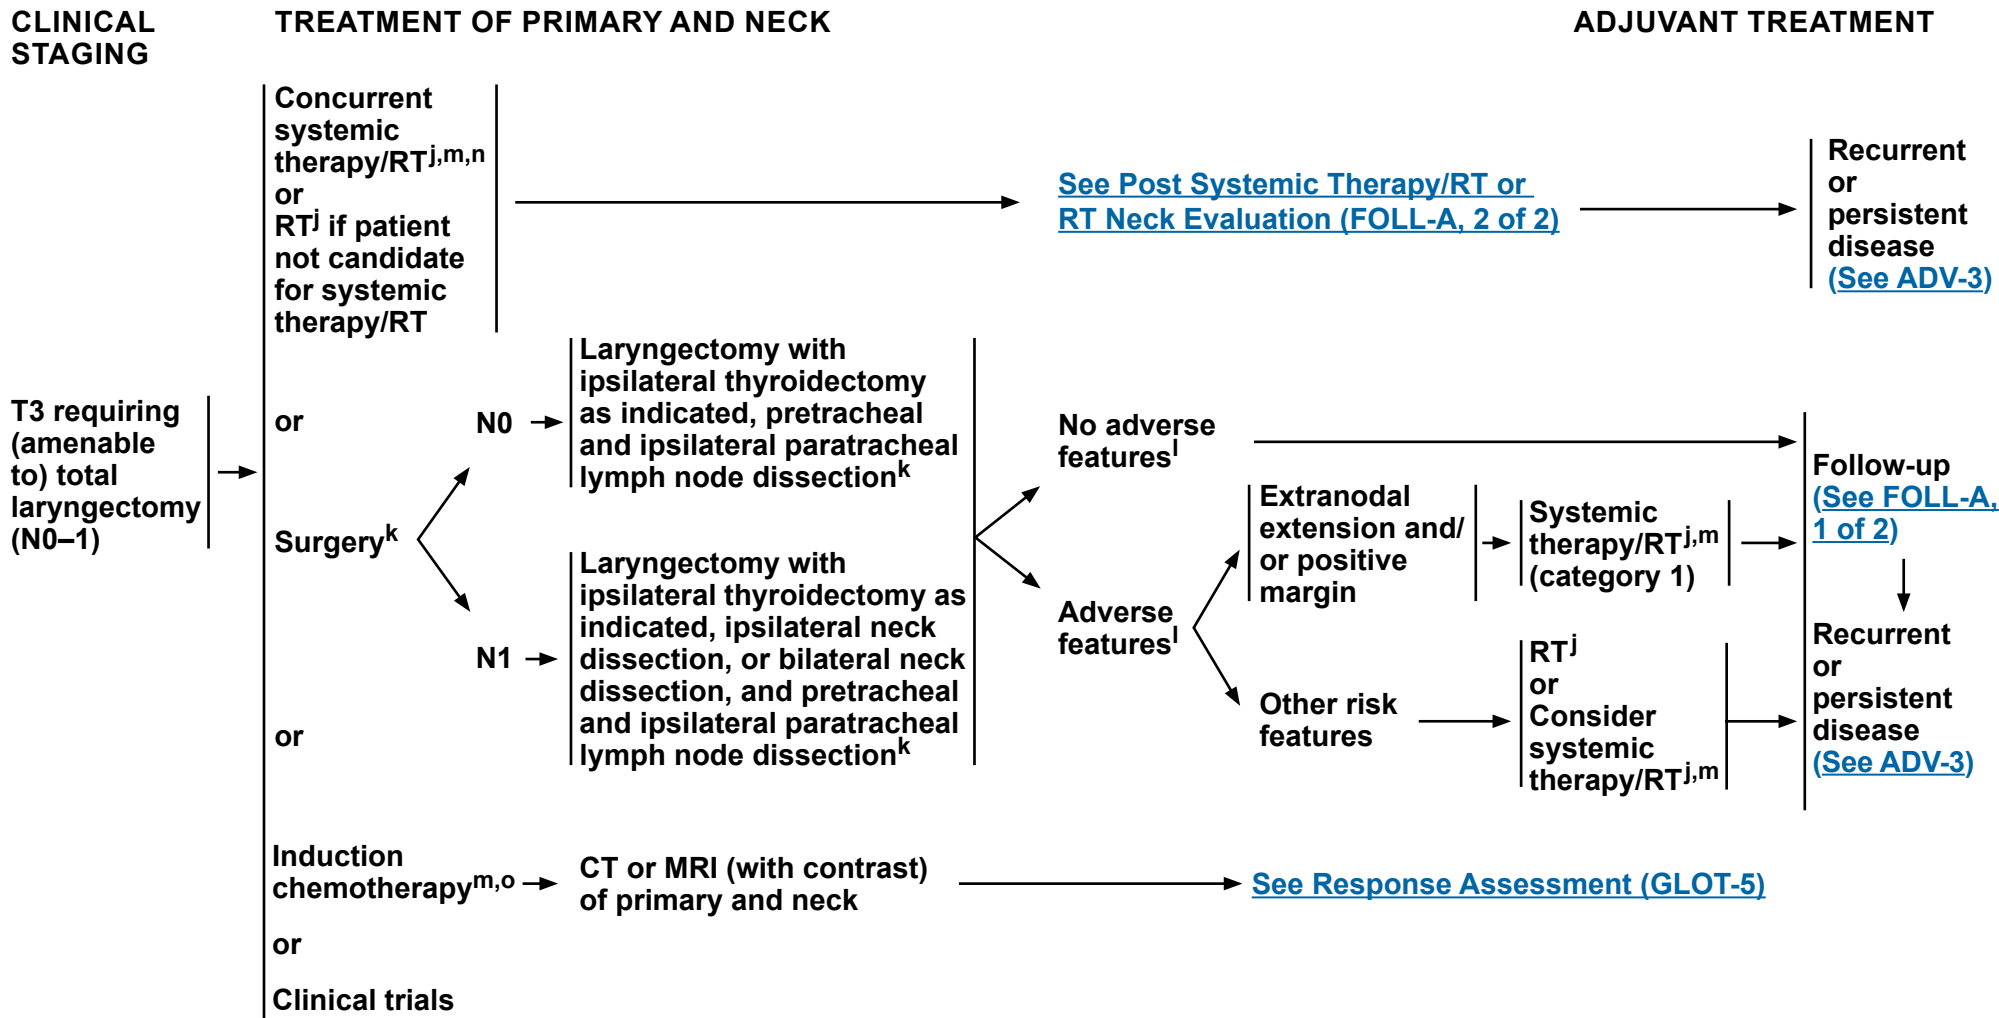 CLINICAL
STAGING
TREATMENT OF PRIMARY AND NECK
ADJUVANT TREATMENT
T3 requiring
(amenable
to) total
laryngectomy
(N0–1)
Concurrent
systemic
therapy/RTj,m,n
or
RTj if patient
not candidate
for systemic
therapy/RT
See Post Systemic Therapy/RT or
RT Neck Evaluation (FOLL-A, 2 of 2)
Recurrent
or
persistent
disease
(See ADV-3)
or
Surgeryk
N0
Laryngectomy with
ipsilateral thyroidectomy
as indicated, pretracheal
and ipsilateral paratracheal
lymph node dissectionk
N1
Laryngectomy with
ipsilateral thyroidectomy as
indicated, ipsilateral neck
dissection, or bilateral neck
dissection, and pretracheal
and ipsilateral paratracheal
lymph node dissectionk
No adverse
featuresl
Adverse
featuresl
Extranodal
extension and/
or positive
margin
Systemic
therapy/RTj,m
(category 1)
Other risk
features
RTj
or
Consider
systemic
therapy/RTj,m
Follow-up
(See FOLL-A,
1 of 2)
Recurrent
or
persistent
disease
(See ADV-3)
or
Induction
chemotherapym,o
CT or MRI (with contrast)
of primary and neck
See Response Assessment (GLOT-5)
or
Clinical trials